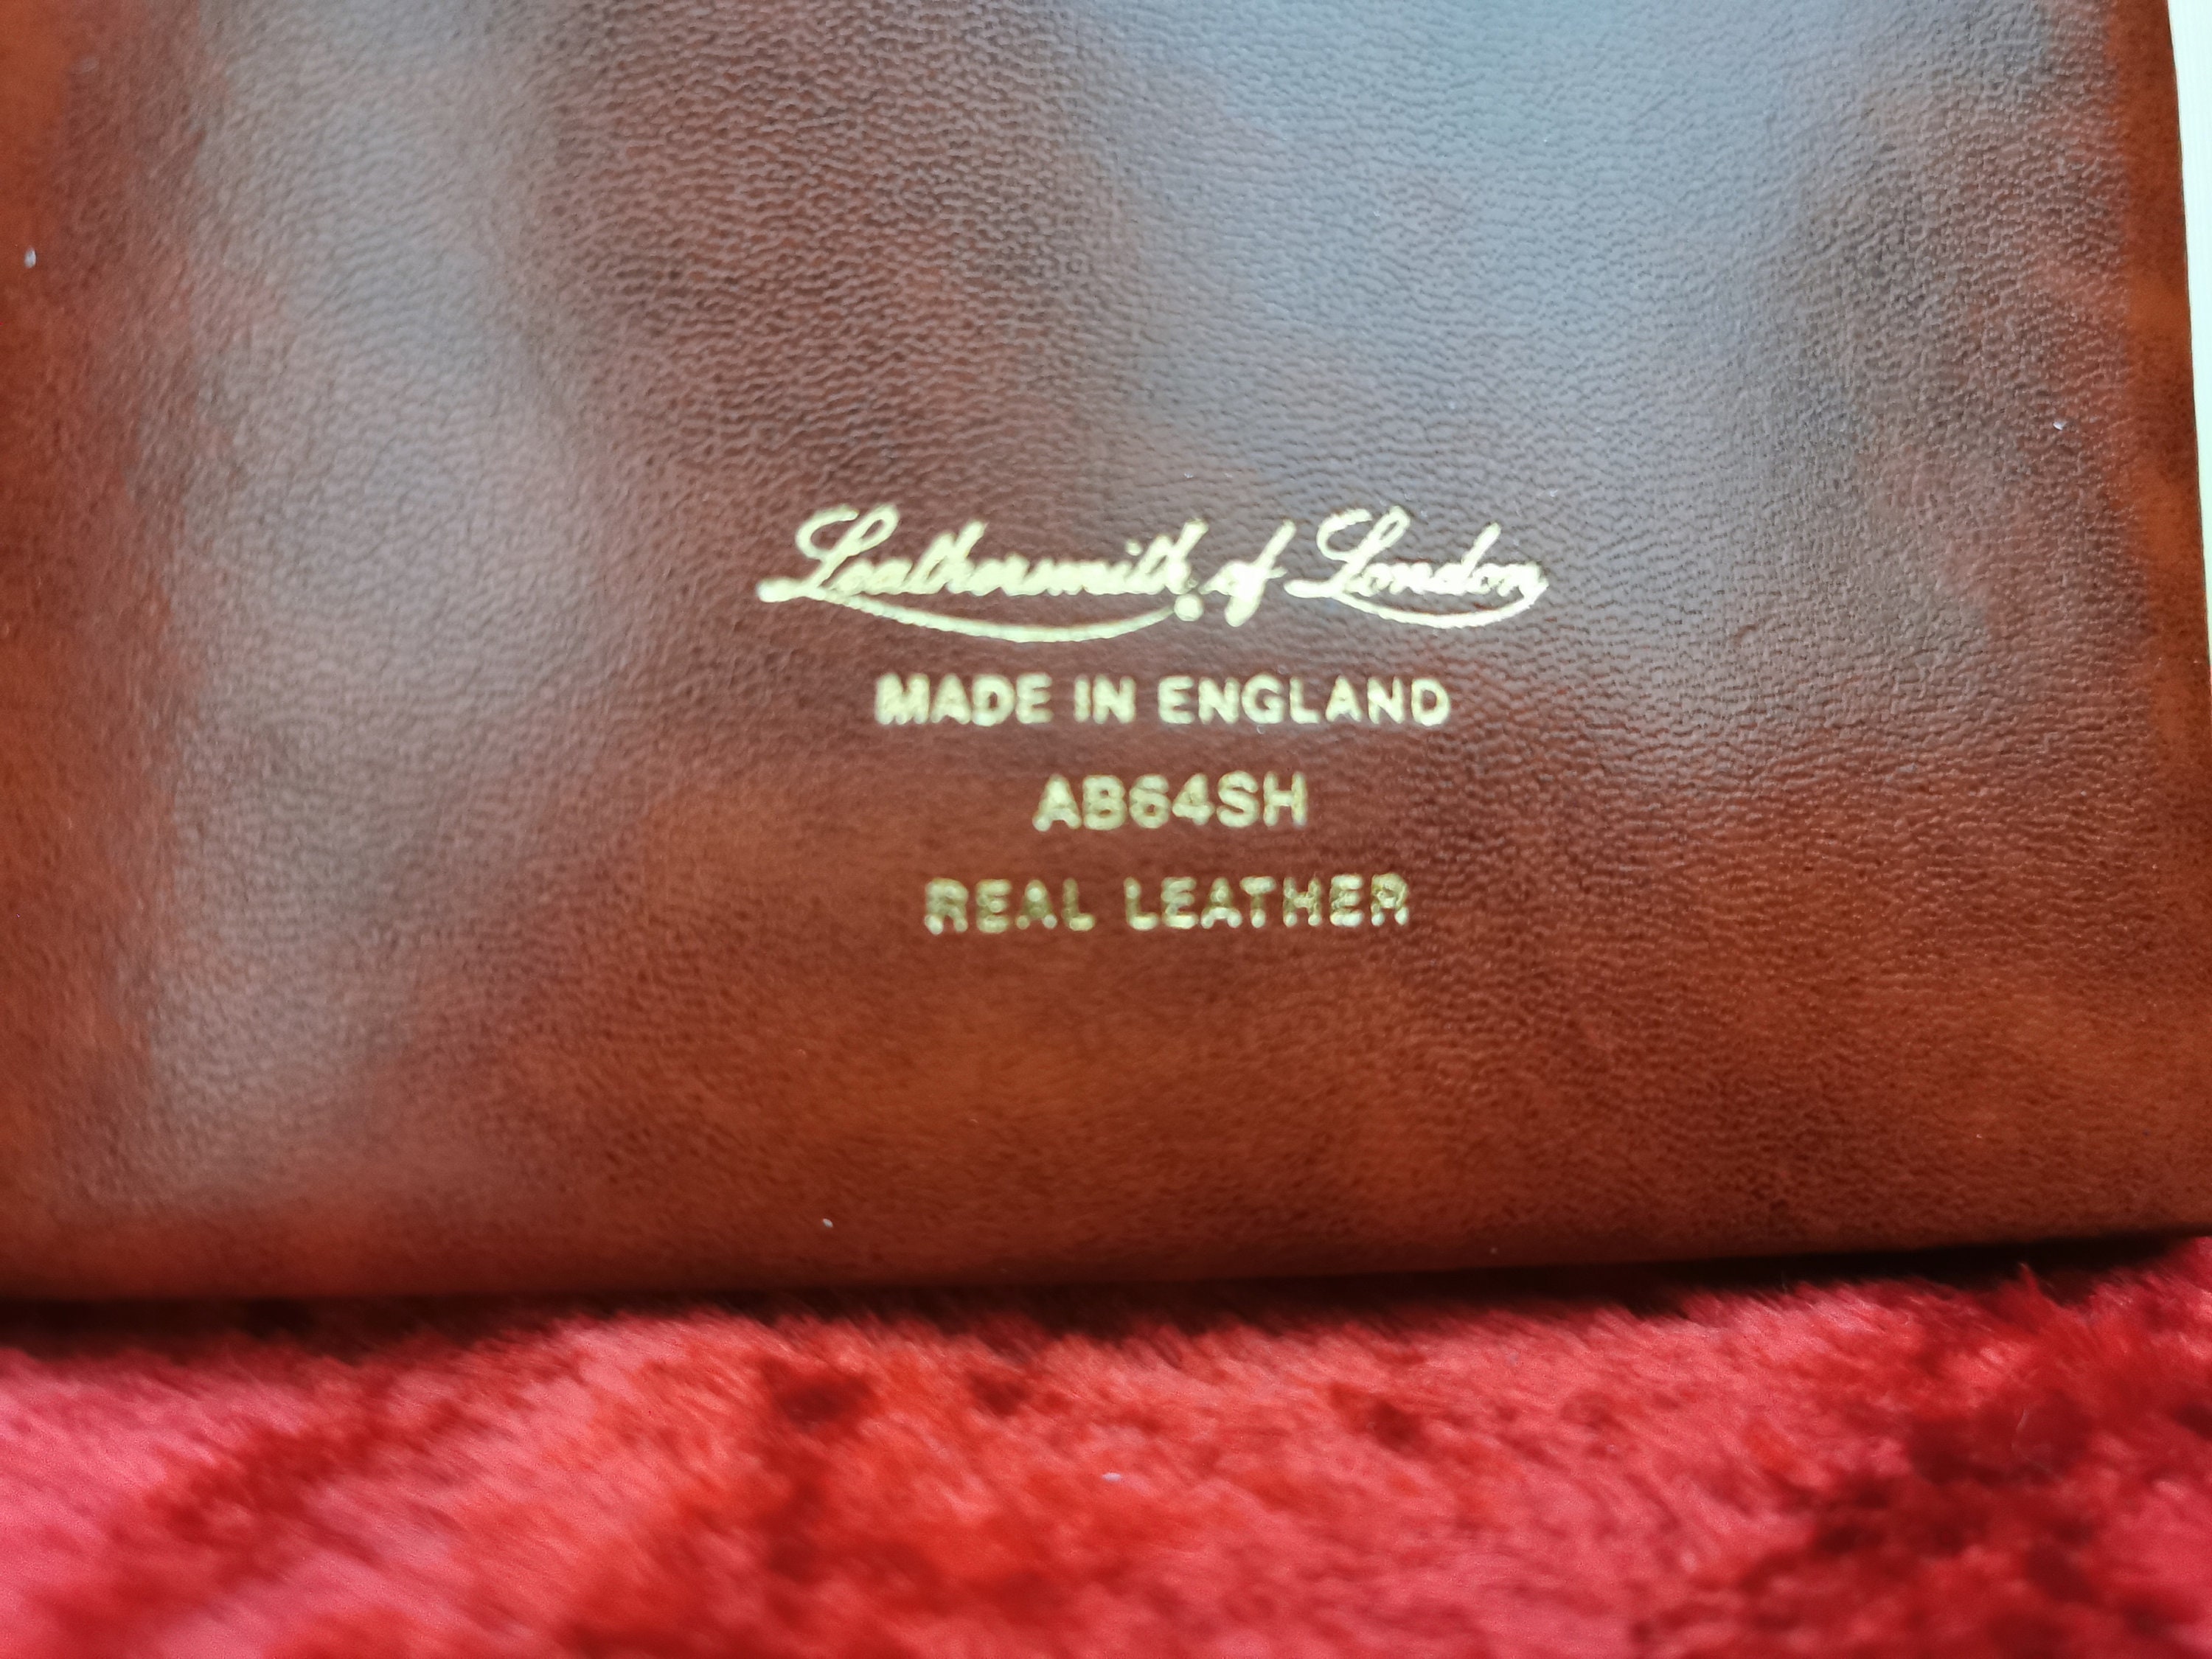 Leathersmith of London
MADE IN ENGLAND
AB64SH
REAL LEATHER